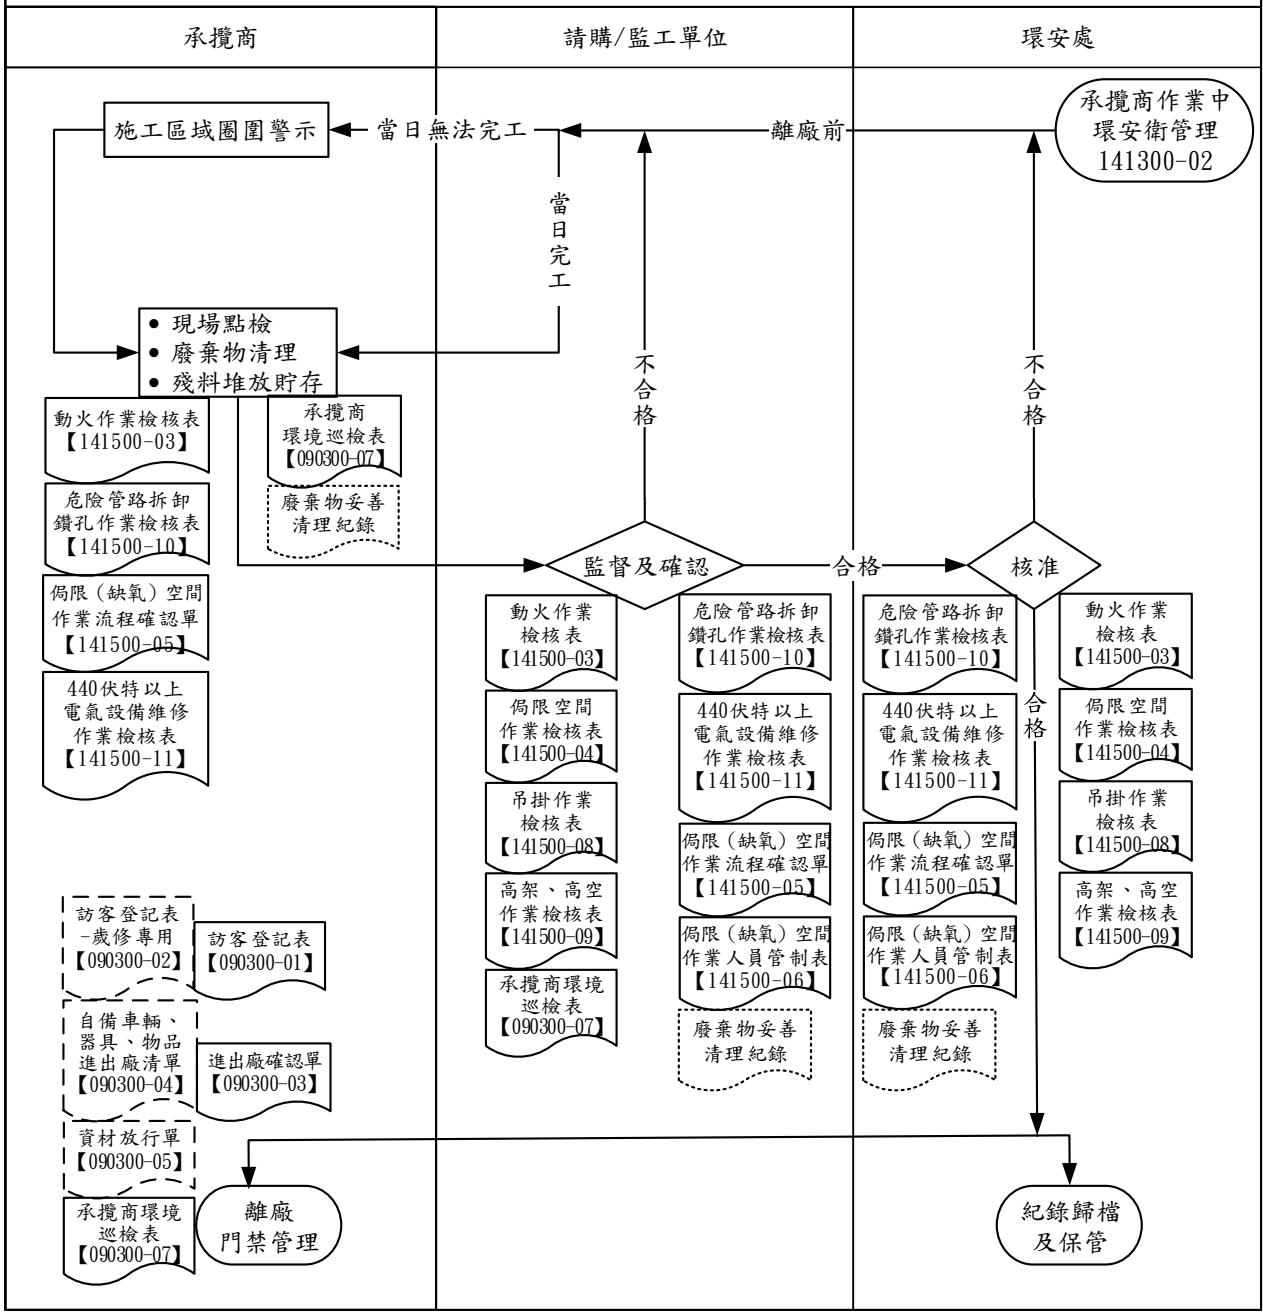 承攬商
請購/監工單位
環安處
承攬商作業中
環安衛管理
141300-02
離廠前
當日無法完工
施工區域圈圍警示
當
日
完
工
• 現場點檢
• 廢棄物清理
• 殘料堆放貯存
動火作業檢核表
【141500-03】
危險管路拆卸
鑽孔作業檢核表
【141500-10】
侷限（缺氧）空間
作業流程確認單
【141500-05】
440伏特以上
電氣設備維修
作業檢核表
【141500-11】
承攬商
環境巡檢表
【090300-07】
廢棄物妥善
清理紀錄
不
合
格
不
合
格
監督及確認
合格
核准
合
格
動火作業
檢核表
【141500-03】
侷限空間
作業檢核表
【141500-04】
吊掛作業
檢核表
【141500-08】
高架、高空
作業檢核表
【141500-09】
承攬商環境
巡檢表
【090300-07】
危險管路拆卸
鑽孔作業檢核表
【141500-10】
440伏特以上
電氣設備維修
作業檢核表
【141500-11】
侷限（缺氧）空間
作業流程確認單
【141500-05】
侷限（缺氧）空間
作業人員管制表
【141500-06】
廢棄物妥善
清理紀錄
危險管路拆卸
鑽孔作業檢核表
【141500-10】
440伏特以上
電氣設備維修
作業檢核表
【141500-11】
侷限（缺氧）空間
作業流程確認單
【141500-05】
侷限（缺氧）空間
作業人員管制表
【141500-06】
廢棄物妥善
清理紀錄
動火作業
檢核表
【141500-03】
侷限空間
作業檢核表
【141500-04】
吊掛作業
檢核表
【141500-08】
高架、高空
作業檢核表
【141500-09】
訪客登記表
-歲修專用
【090300-02】
訪客登記表
【090300-01】
自備車輛、
器具、物品
進出廠清單
【090300-04】
進出廠確認單
【090300-03】
資材放行單
【090300-05】
承攬商環境
巡檢表
【090300-07】
離廠
門禁管理
紀錄歸檔
及保管